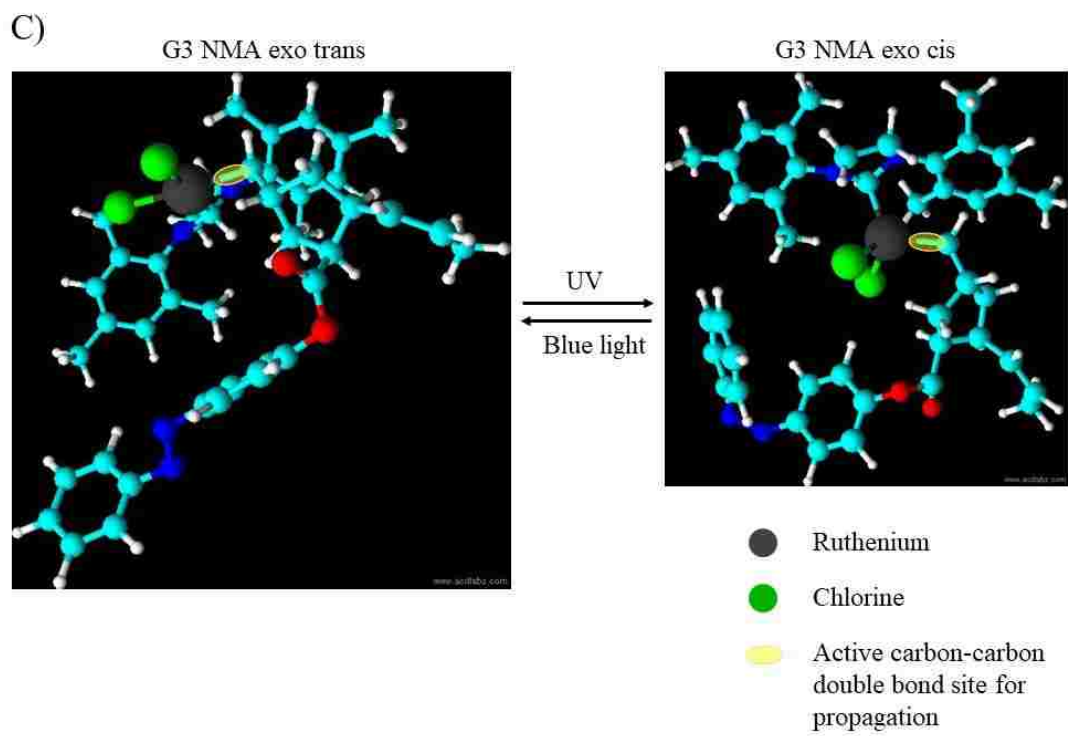 C)
G3 NMA exo trans
G3 NMA exo cis
UV
Blue light
www.acdlabs.com
www.acdlabs.com
Ruthenium
Chlorine
Active carbon-carbon
double bond site for
propagation